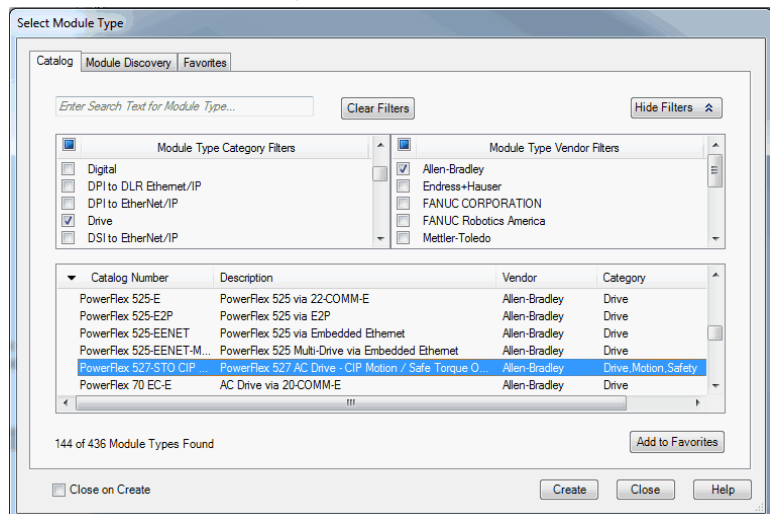 Select Module Type
Catalog Module Discovery Favorites
Enter Search Text for Module Type... Clear Filters Hide Filters
Module Type Category Filters Module Type Vendor Filters
Digital Allen-Bradley
DPI to DLR Ethernet/IP Endress+Hauser
DPI to EtherNet/IP FANUC CORPORATION
Drive FANUC Robotics America
DSI to EtherNet/IP Mettler-Toledo
Catalog Number Description Vendor Category
PowerFlex 525-E PowerFlex 525 via 22-COMM-E Allen-Bradley Drive
PowerFlex 525-E2P PowerFlex 525 via E2P Allen-Bradley Drive
PowerFlex 525-EENET PowerFlex 525 via Embedded Ethernet Allen-Bradley Drive
PowerFlex 525-EENET-M... PowerFlex 525 Multi-Drive via Embedded Ethernet Allen-Bradley Drive
PowerFlex 527-STO CIP ... PowerFlex 527 AC Drive - CIP Motion / Safe Torque O... Allen-Bradley Drive,Motion,Safety
PowerFlex 70 EC-E AC Drive via 20-COMM-E Allen-Bradley Drive
144 of 436 Module Types Found Add to Favorites
Close on Create Create Close Help